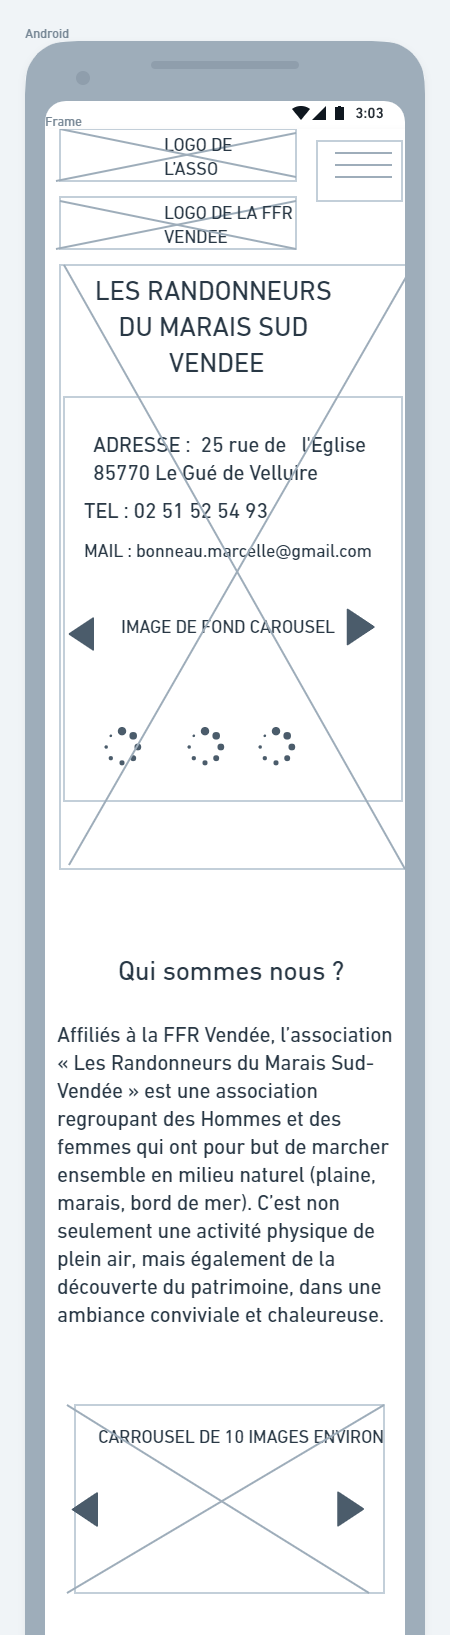 Android
Frame
3:03
LOGO DE
L'ASSO
LOGO DE LA FFR
VENDEE
LES RANDONNEURS
DU MARAIS SUD
VENDEE
ADRESSE : 25 rue de l'Eglise
85770 Le Gué de Velluire
TEL : 02 51 52 54 93
MAIL : bonneau.marcelle@gmail.com
IMAGE DE FOND CAROUSEL
Qui sommes nous ?
Affiliés à la FFR Vendée, l’association
« Les Randonneurs du Marais Sud-
Vendée » est une association
regroupant des Hommes et des
femmes qui ont pour but de marcher
ensemble en milieu naturel (plaine,
marais, bord de mer). C’est non
seulement une activité physique de
plein air, mais également de la
découverte du patrimoine, dans une
ambiance conviviale et chaleureuse.
CARROUSEL DE 10 IMAGES ENVIRON